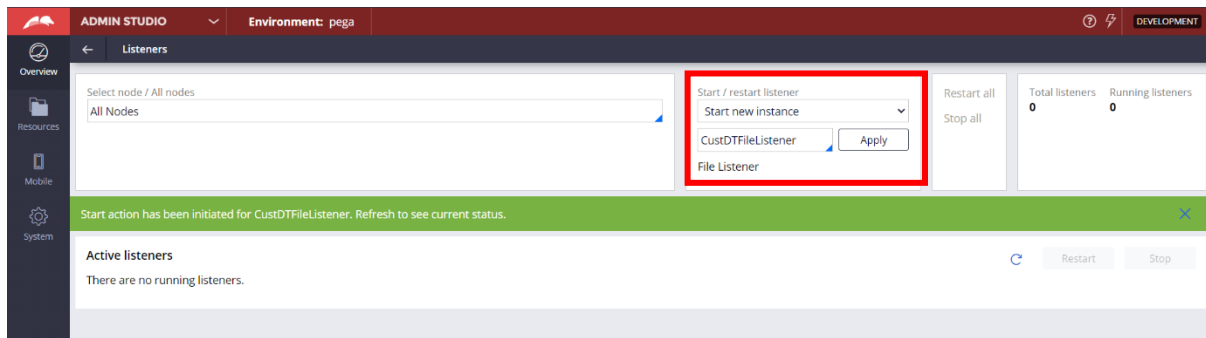 ADMIN STUDIO
Environment: pega
DEVELOPMENT
Overview
Listeners
Resources
Mobile
System
Select node / All nodes
All Nodes
Start / restart listener
Start new instance
CustDTFileListener
Apply
File Listener
Restart all
Stop all
Total listeners Running listeners
0 0
Start action has been initiated for CustDTFileListener. Refresh to see current status.
Active listeners
Restart Stop
There are no running listeners.